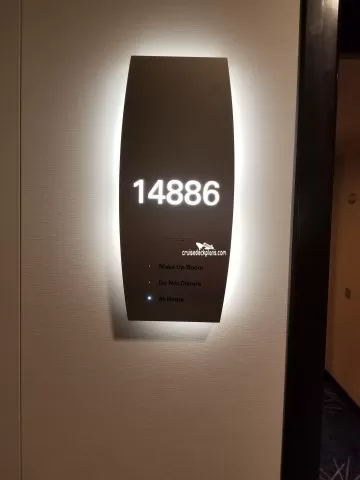 14886
cruisedeckplans.com
Make Up Room
Do Not Disturb
At Home